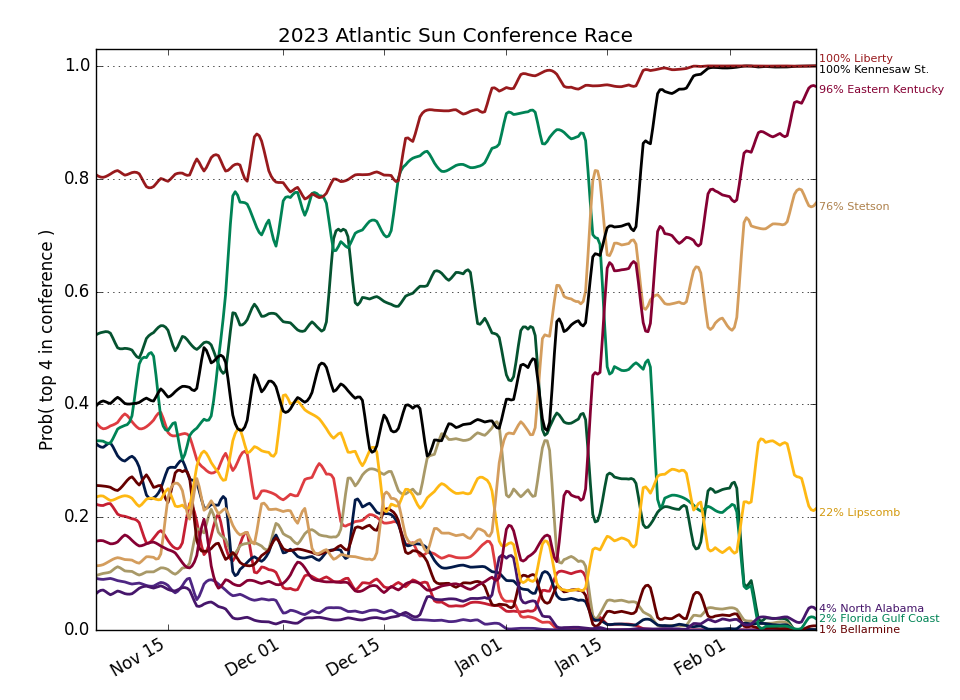 2023 Atlantic Sun Conference Race
Prob( top 4 in conference )
1.0
0.8
0.6
0.4
0.2
0.0
Nov 15
Dec 01
Dec 15
Jan 01
Jan 15
Feb 01
100% Liberty
100% Kennesaw St.
96% Eastern Kentucky
76% Stetson
22% Lipscomb
4% North Alabama
2% Florida Gulf Coast
1% Bellarmine